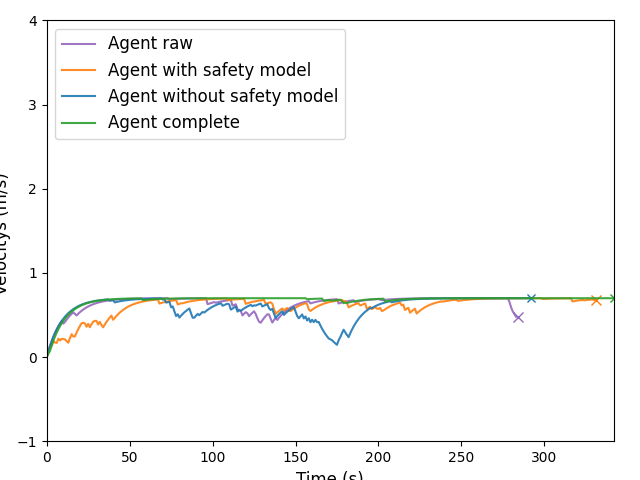 4
3
2
1
0
−1
Velocitys (m/s)
Agent raw
Agent with safety model
Agent without safety model
Agent complete
0 50 100 150 200 250 300
Time (s)